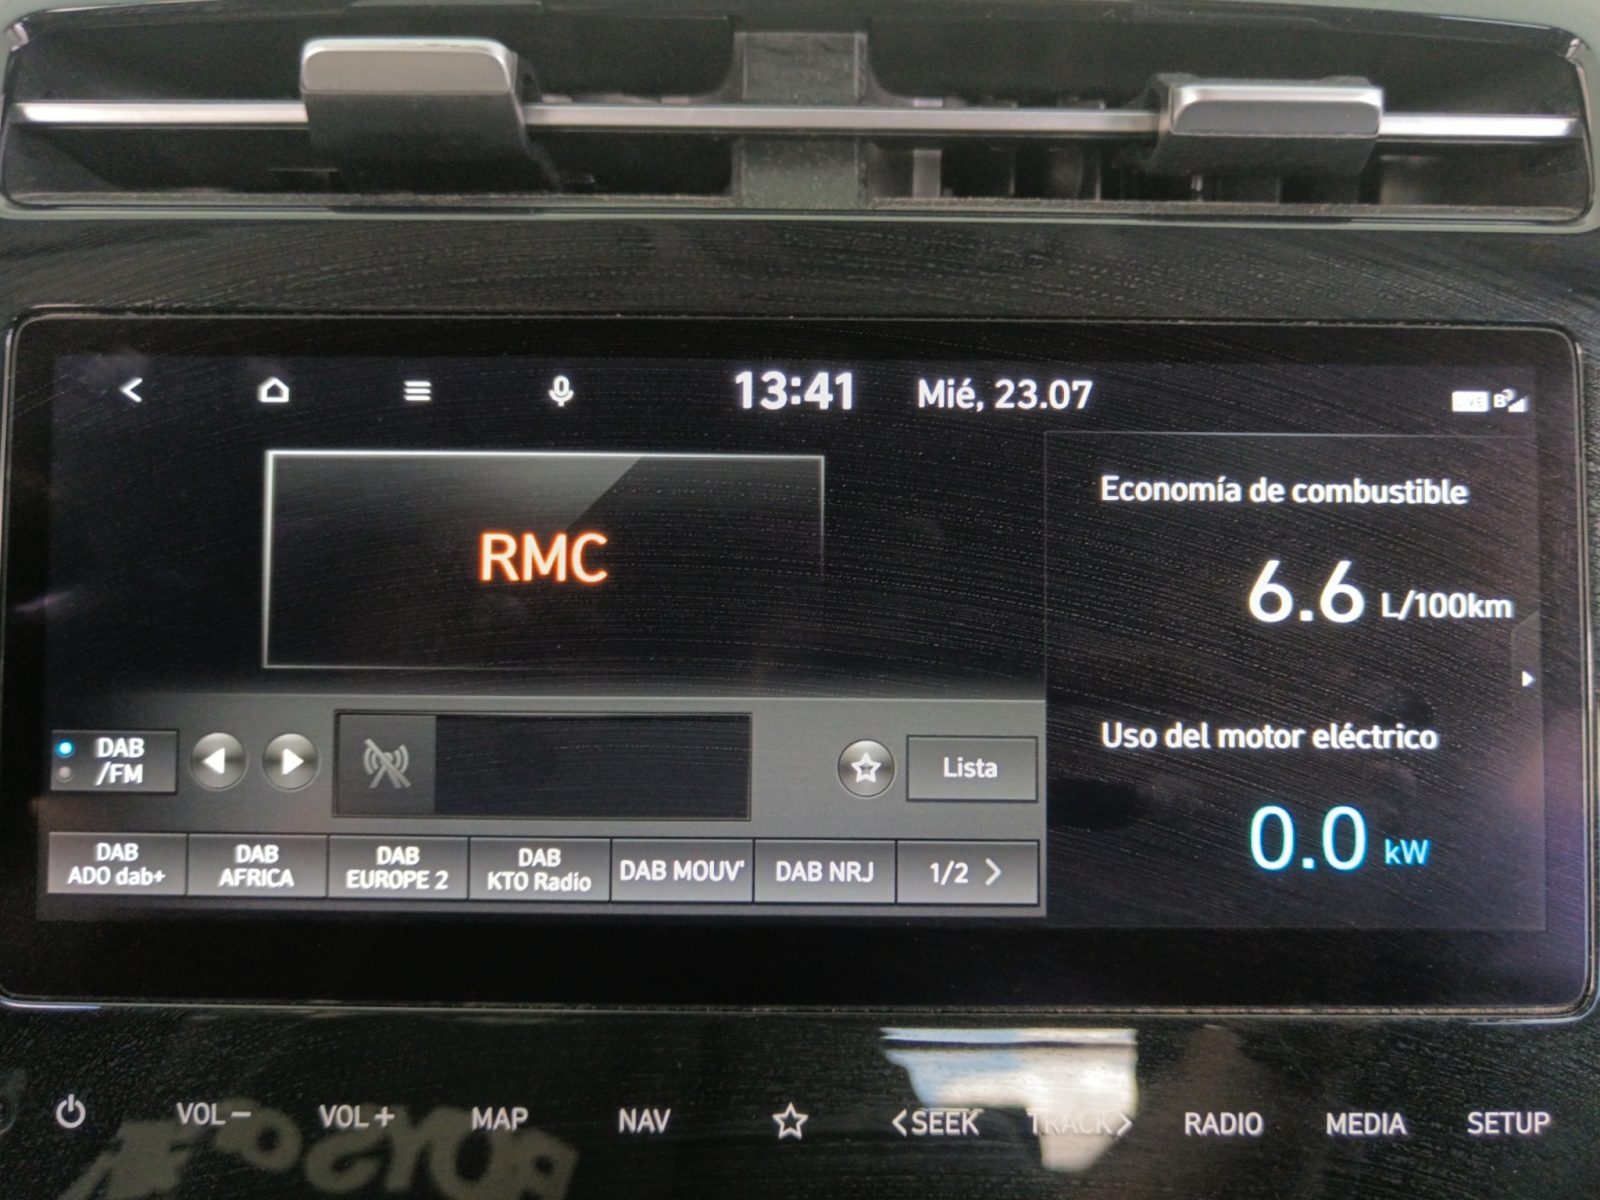 13:41 Mié, 23.07
RMC
Economía de combustible
6.6 L/100km
Uso del motor eléctrico
0.0 kW
DAB
/FM
Lista
DAB
ADO dab+
DAB
AFRICA
DAB
EUROPE 2
DAB
KTO Radio
DAB MOUV'
DAB NRJ
1/2 >
VOL − VOL + MAP NAV < SEEK TRACK > RADIO MEDIA SETUP